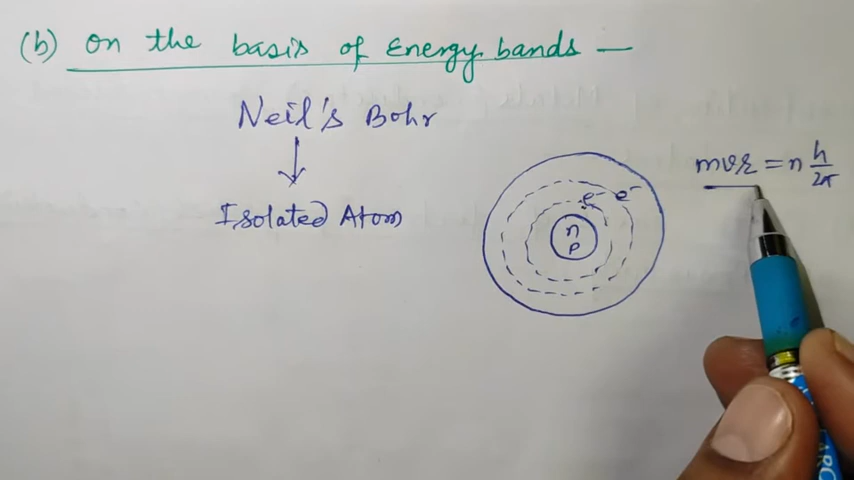 (b) on the basis of Energy bands —
Neil's Bohr
Isolated Atom
mvr = n h/2π
e⁻ e⁻
n
p